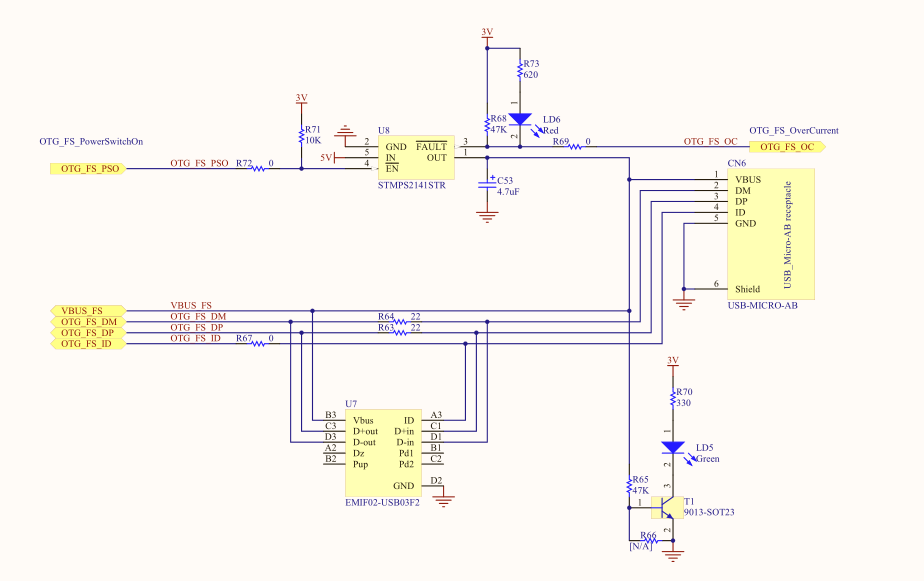 3V
R73
620
1
LD6
Red
2
R68
47K
3V
R71
10K
OTG_FS_PowerSwitchOn
OTG_FS_PSO
OTG_FS_PSO
R72
0
5V
U8
2
GND
5
IN
4
EN
FAULT
3
OUT
1
STMPS2141STR
C53
4.7uF
R69
0
OTG_FS_OC
OTG_FS_OverCurrent
OTG_FS_OC
CN6
1
VBUS
2
DM
3
DP
4
ID
5
GND
6
Shield
USB_Micro-AB receptacle
USB-MICRO-AB
VBUS_FS
VBUS_FS
OTG_FS_DM
OTG_FS_DM
R64
22
OTG_FS_DP
OTG_FS_DP
R63
22
OTG_FS_ID
OTG_FS_ID
R67
0
U7
B3
Vbus
ID
A3
C3
D+out
D+in
C1
D3
D-out
D-in
D1
A2
Dz
Pd1
B1
B2
Pup
Pd2
C2
GND
D2
EMIF02-USB03F2
3V
R70
330
1
LD5
Green
2
3
R65
47K
1
T1
9013-SOT23
2
R66
[N/A]